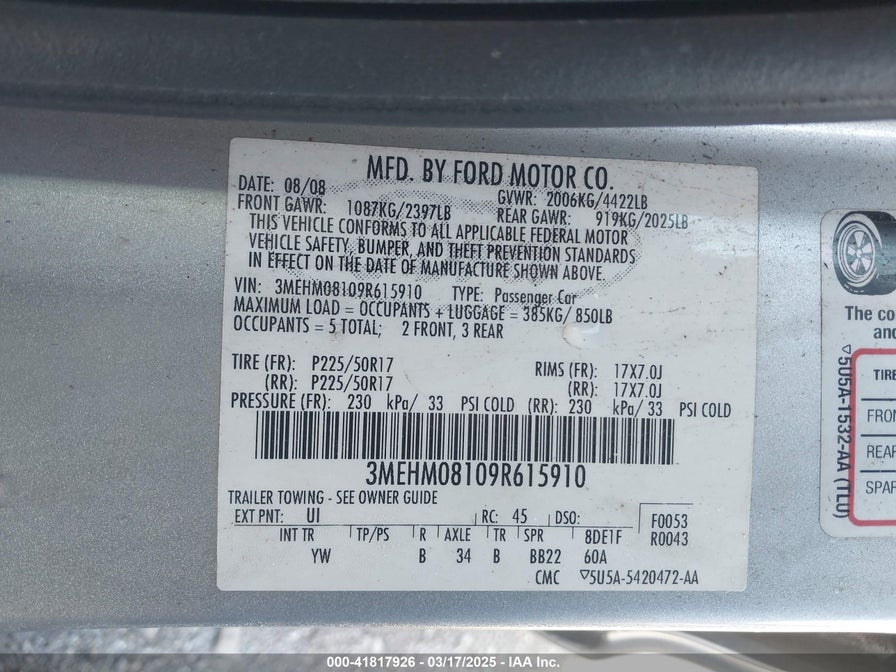 MFD. BY FORD MOTOR CO.
DATE: 08/08 GVWR: 2006KG/4422LB
FRONT GAWR: 1087KG/2397LB REAR GAWR: 919KG/2025LB
THIS VEHICLE CONFORMS TO ALL APPLICABLE FEDERAL MOTOR
VEHICLE SAFETY, BUMPER, AND THEFT PREVENTION STANDARDS
IN EFFECT ON THE DATE OF MANUFACTURE SHOWN ABOVE.
VIN: 3MEHM08109R615910 TYPE: Passenger Car
MAXIMUM LOAD = OCCUPANTS + LUGGAGE = 385KG/ 850LB
OCCUPANTS = 5 TOTAL; 2 FRONT, 3 REAR
TIRE (FR): P225/50R17 RIMS (FR): 17X7.0J
(RR): P225/50R17 (RR): 17X7.0J
PRESSURE (FR): 230 kPa/ 33 PSI COLD (RR): 230 kPa/ 33 PSI COLD
3MEHM08109R615910
TRAILER TOWING - SEE OWNER GUIDE
EXT PNT: UI RC: 45 DSO: F0053
INT TR TP/PS R AXLE TR SPR 8DE1F R0043
YW B 34 B BB22 60A
CMC ▽5U5A-5420472-AA
The co
and
▽5U5A-1532-AA (TLU)
TIRE
FRON
REAR
SPAR
000-41817926 - 03/17/2025 - IAA Inc.